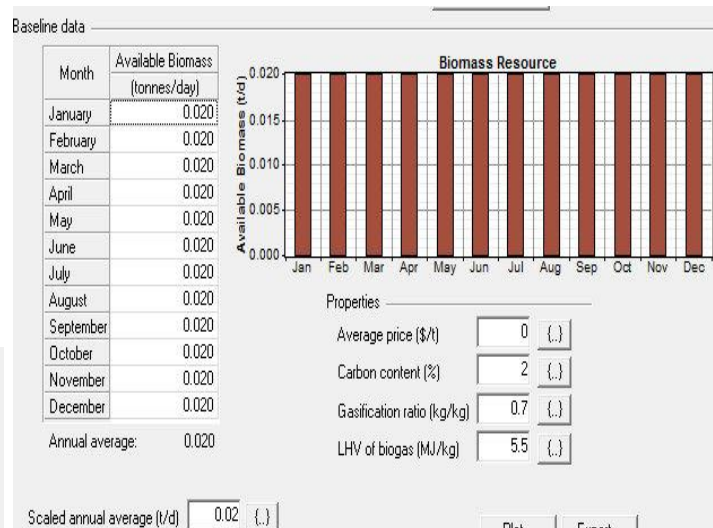 Baseline data
Month Available Biomass
(tonnes/day)
January 0.020
February 0.020
March 0.020
April 0.020
May 0.020
June 0.020
July 0.020
August 0.020
September 0.020
October 0.020
November 0.020
December 0.020
Annual average: 0.020
Scaled annual average (t/d) 0.02 {..}
Biomass Resource
Available Biomass (t/d)
0.020
0.015
0.010
0.005
0.000
Jan Feb Mar Apr May Jun Jul Aug Sep Oct Nov Dec
Properties
Average price ($/t) 0 {..}
Carbon content (%) 2 {..}
Gasification ratio (kg/kg) 0.7 {..}
LHV of biogas (MJ/kg) 5.5 {..}